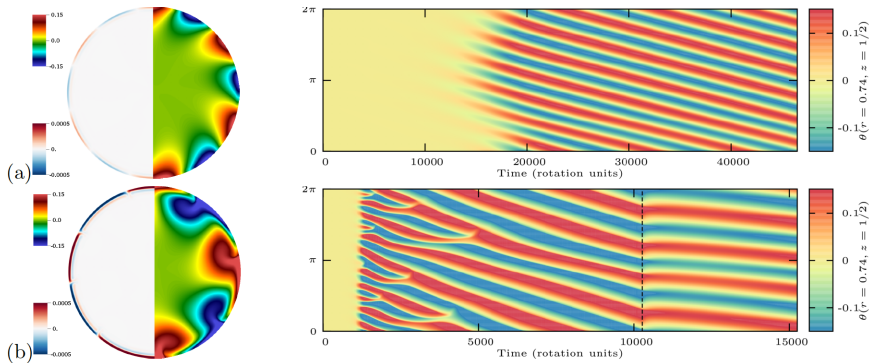 (a)
0.15
0.0
-0.15
0.0005
0.
-0.0005
2π
π
0
0
10000
20000
30000
40000
Time (rotation units)
0.1
0
-0.1
θ(r = 0.74, z = 1/2)
(b)
0.15
0.0
-0.15
0.0005
0.
-0.0005
2π
π
0
0
5000
10000
15000
Time (rotation units)
0.1
0
-0.1
θ(r = 0.74, z = 1/2)